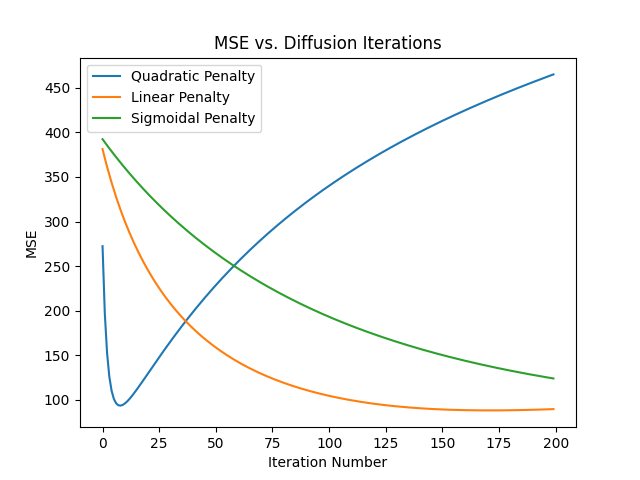 MSE vs. Diffusion Iterations
Quadratic Penalty
Linear Penalty
Sigmoidal Penalty
MSE
450
400
350
300
250
200
150
100
0 25 50 75 100 125 150 175 200
Iteration Number